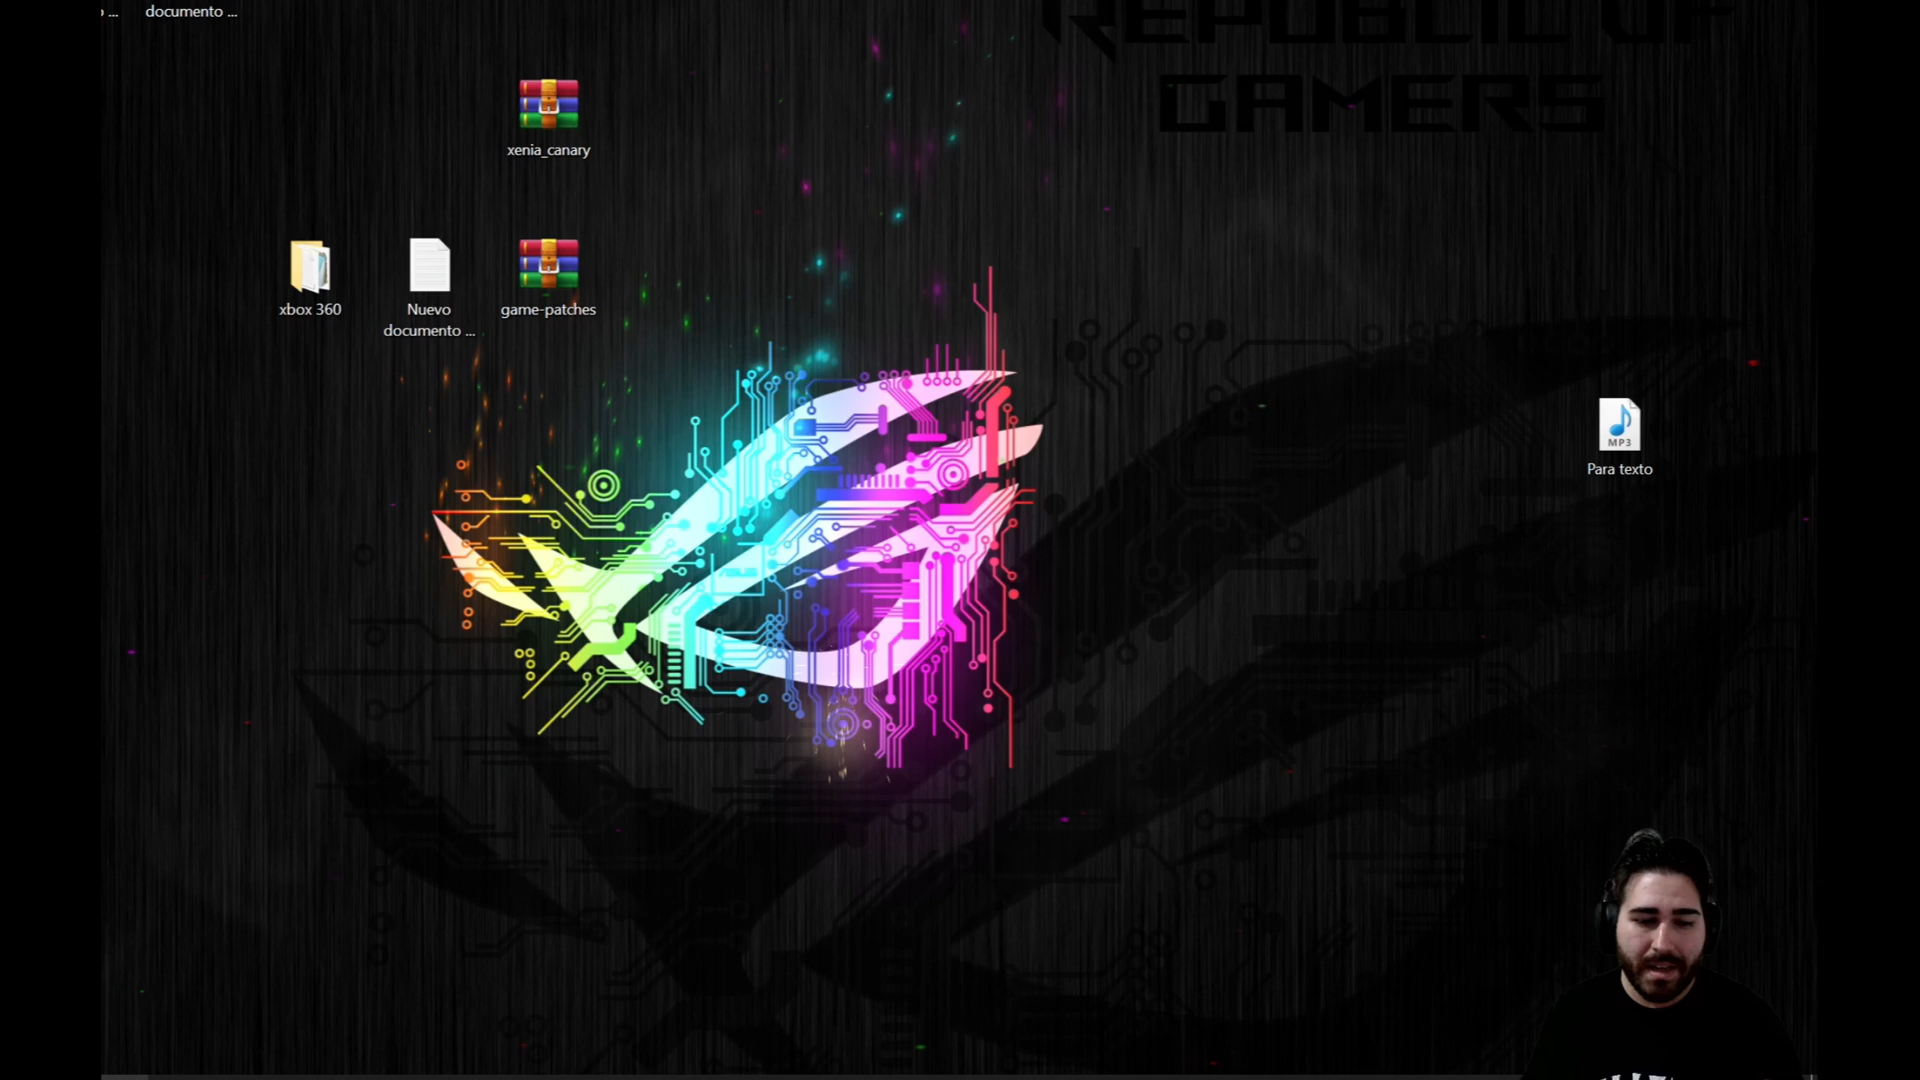 documento ...
REPUBLIC OF
GAMERS
xenia_canary
xbox 360
Nuevo
documento ...
game-patches
MP3
Para texto